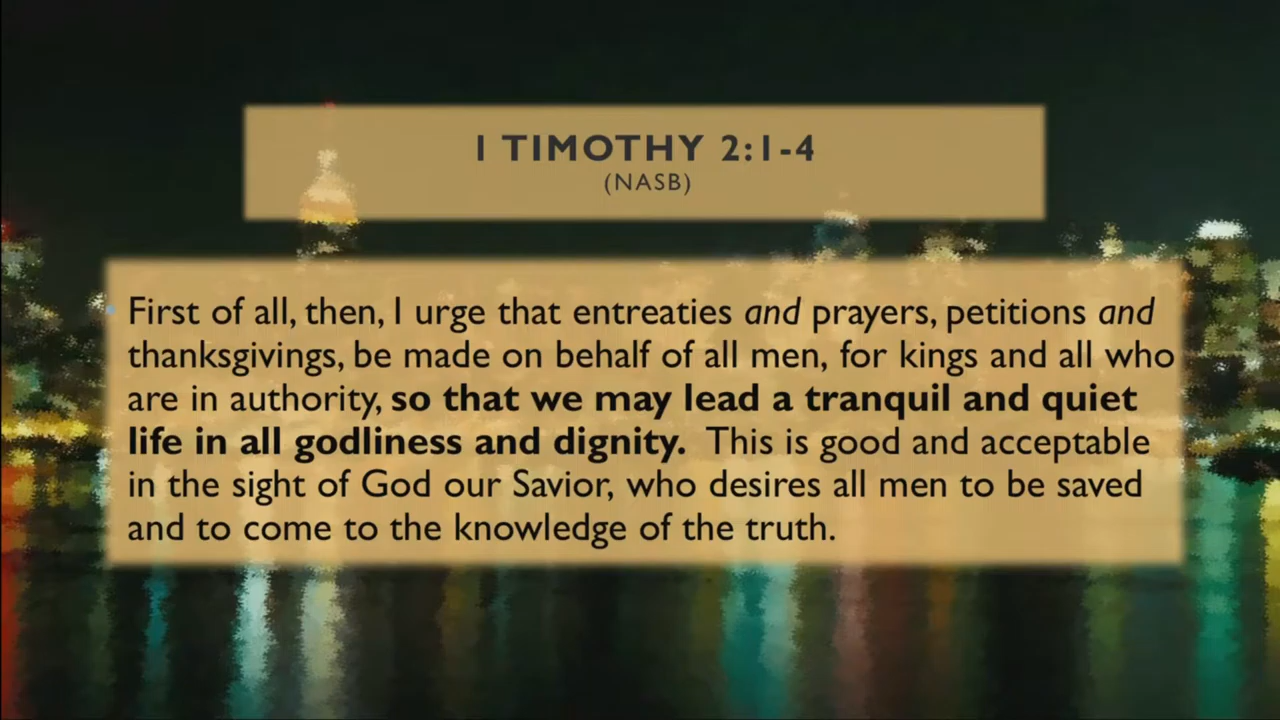 1 TIMOTHY 2:1-4
(NASB)
First of all, then, I urge that entreaties and prayers, petitions and
thanksgivings, be made on behalf of all men, for kings and all who
are in authority, so that we may lead a tranquil and quiet
life in all godliness and dignity. This is good and acceptable
in the sight of God our Savior, who desires all men to be saved
and to come to the knowledge of the truth.